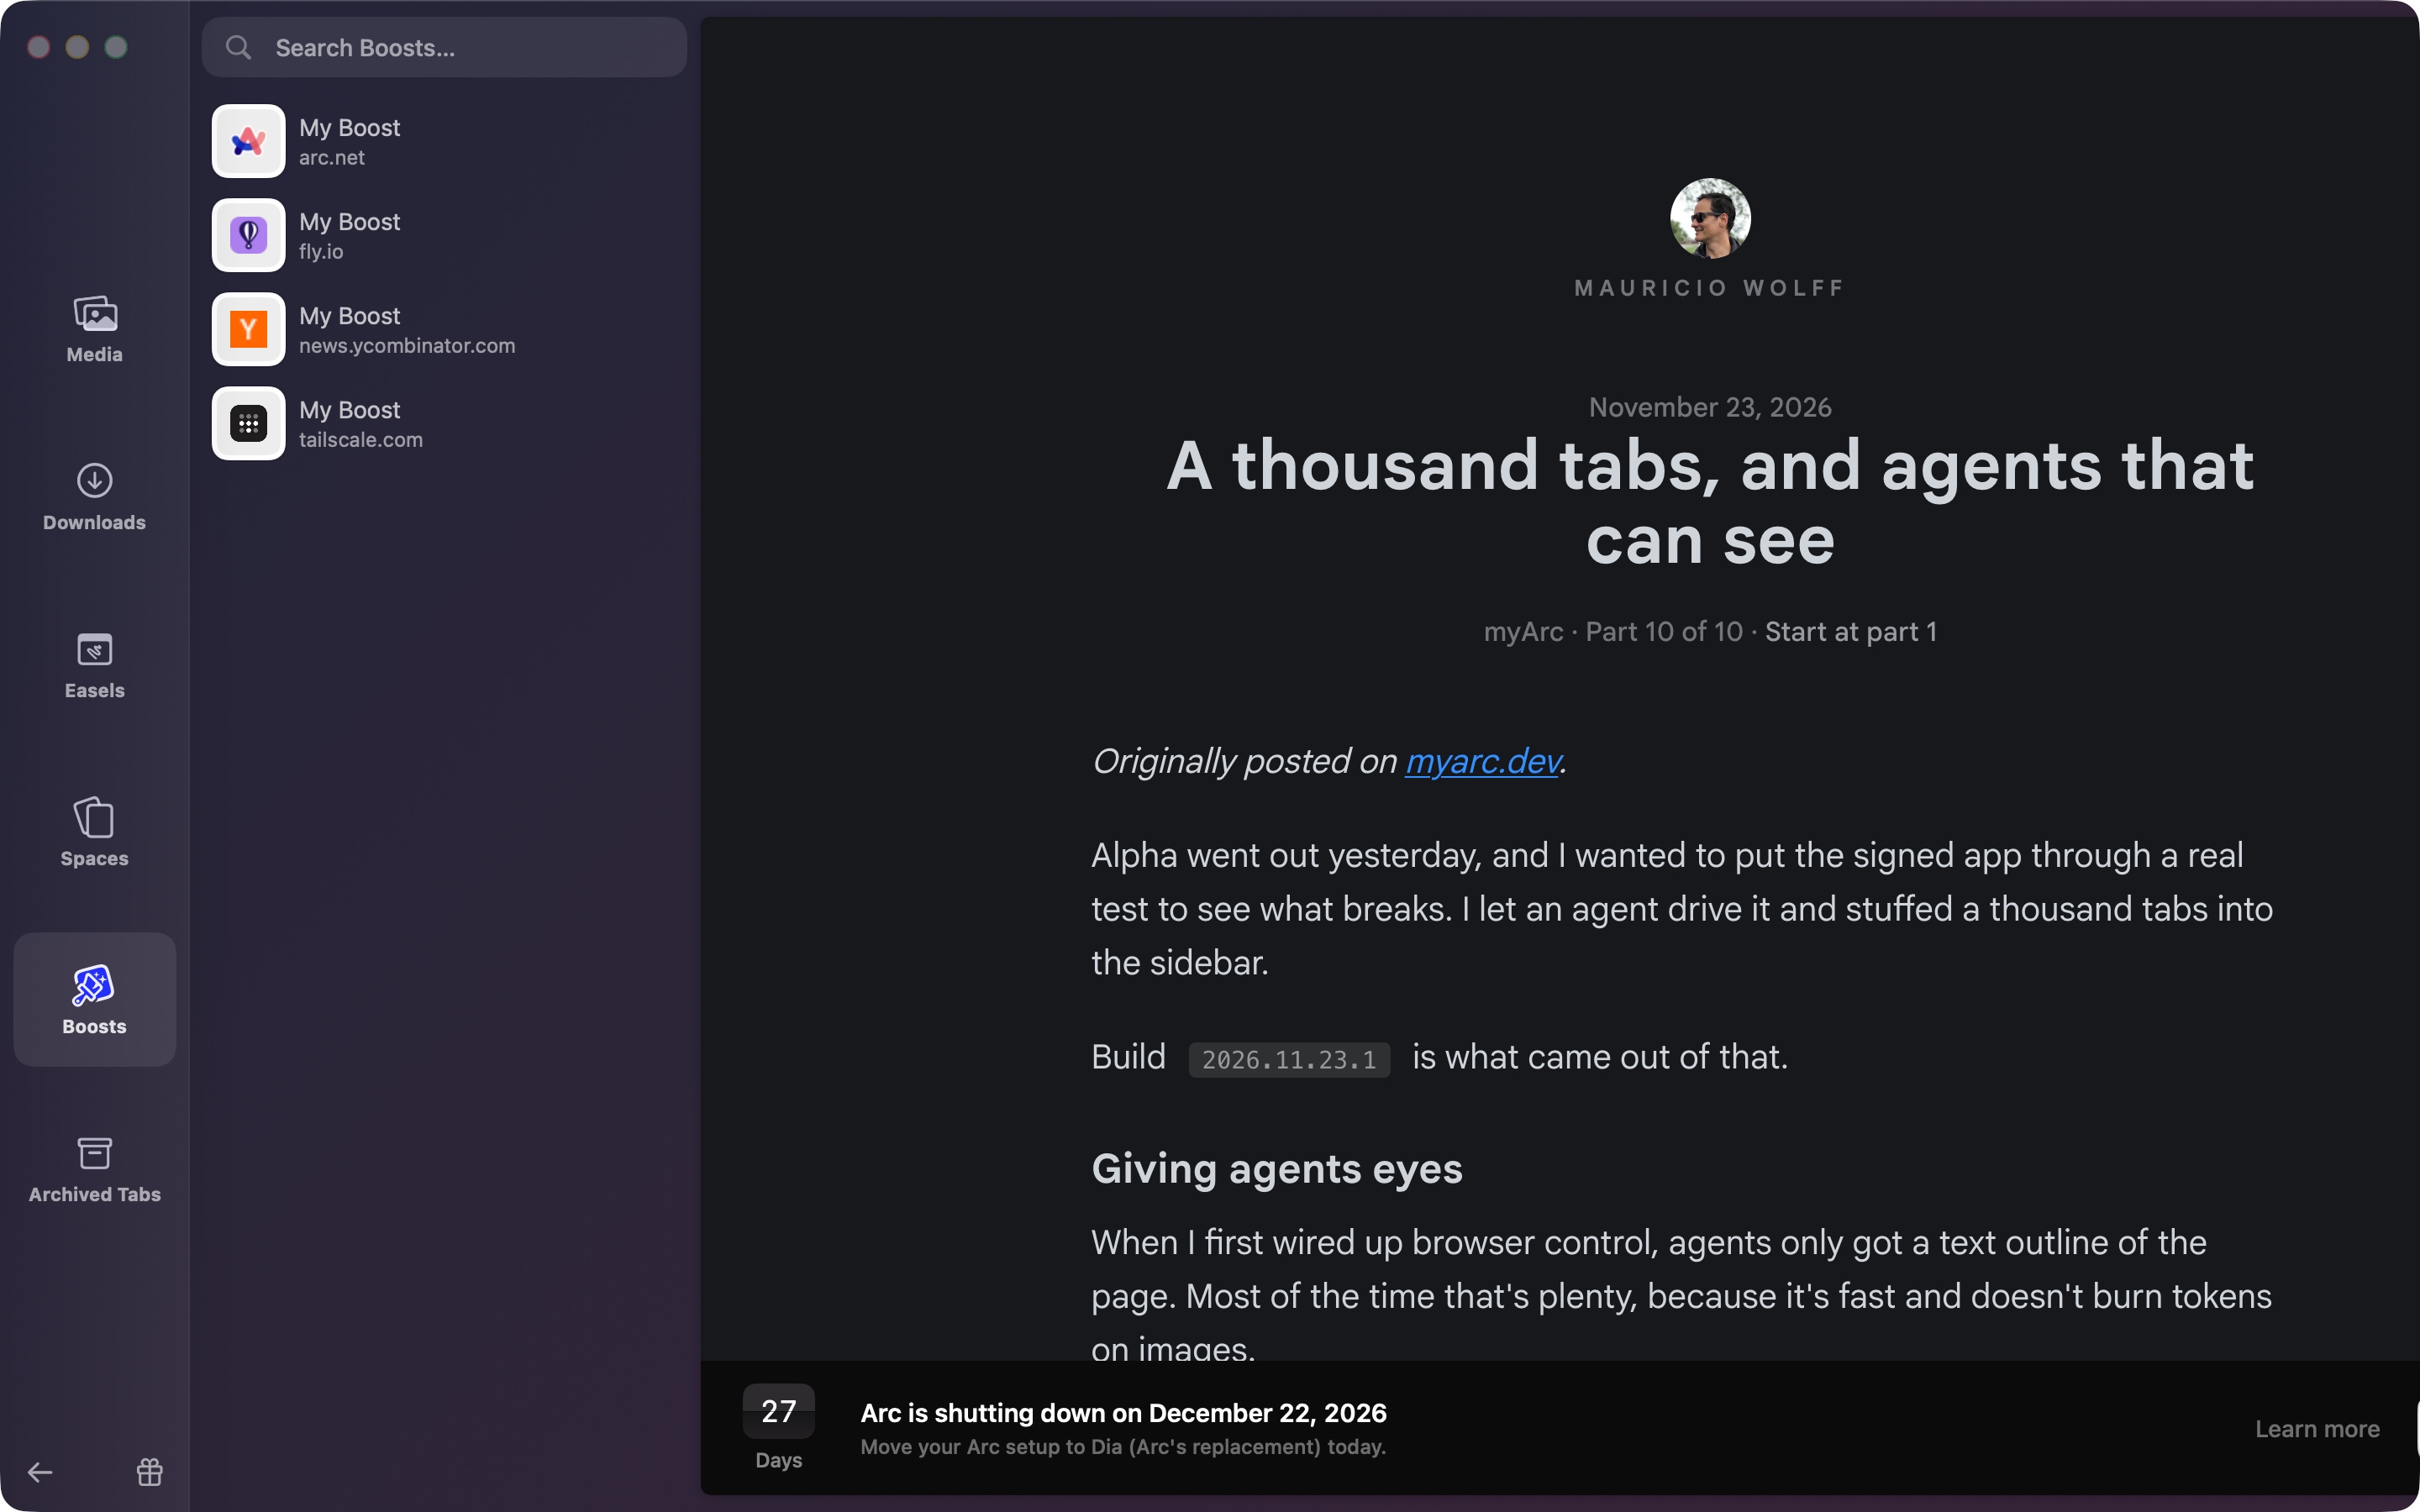 Search Boosts...
My Boost
arc.net
My Boost
fly.io
My Boost
news.ycombinator.com
My Boost
tailscale.com
Media
Downloads
Easels
Spaces
Boosts
Archived Tabs
MAURICIO WOLFF
November 23, 2026
A thousand tabs, and agents that
can see
myArc · Part 10 of 10 · Start at part 1
Originally posted on myarc.dev.
Alpha went out yesterday, and I wanted to put the signed app through a real
test to see what breaks. I let an agent drive it and stuffed a thousand tabs into
the sidebar.
Build 2026.11.23.1 is what came out of that.
Giving agents eyes
When I first wired up browser control, agents only got a text outline of the
page. Most of the time that's plenty, because it's fast and doesn't burn tokens
on images.
27
Days
Arc is shutting down on December 22, 2026
Move your Arc setup to Dia (Arc's replacement) today.
Learn more